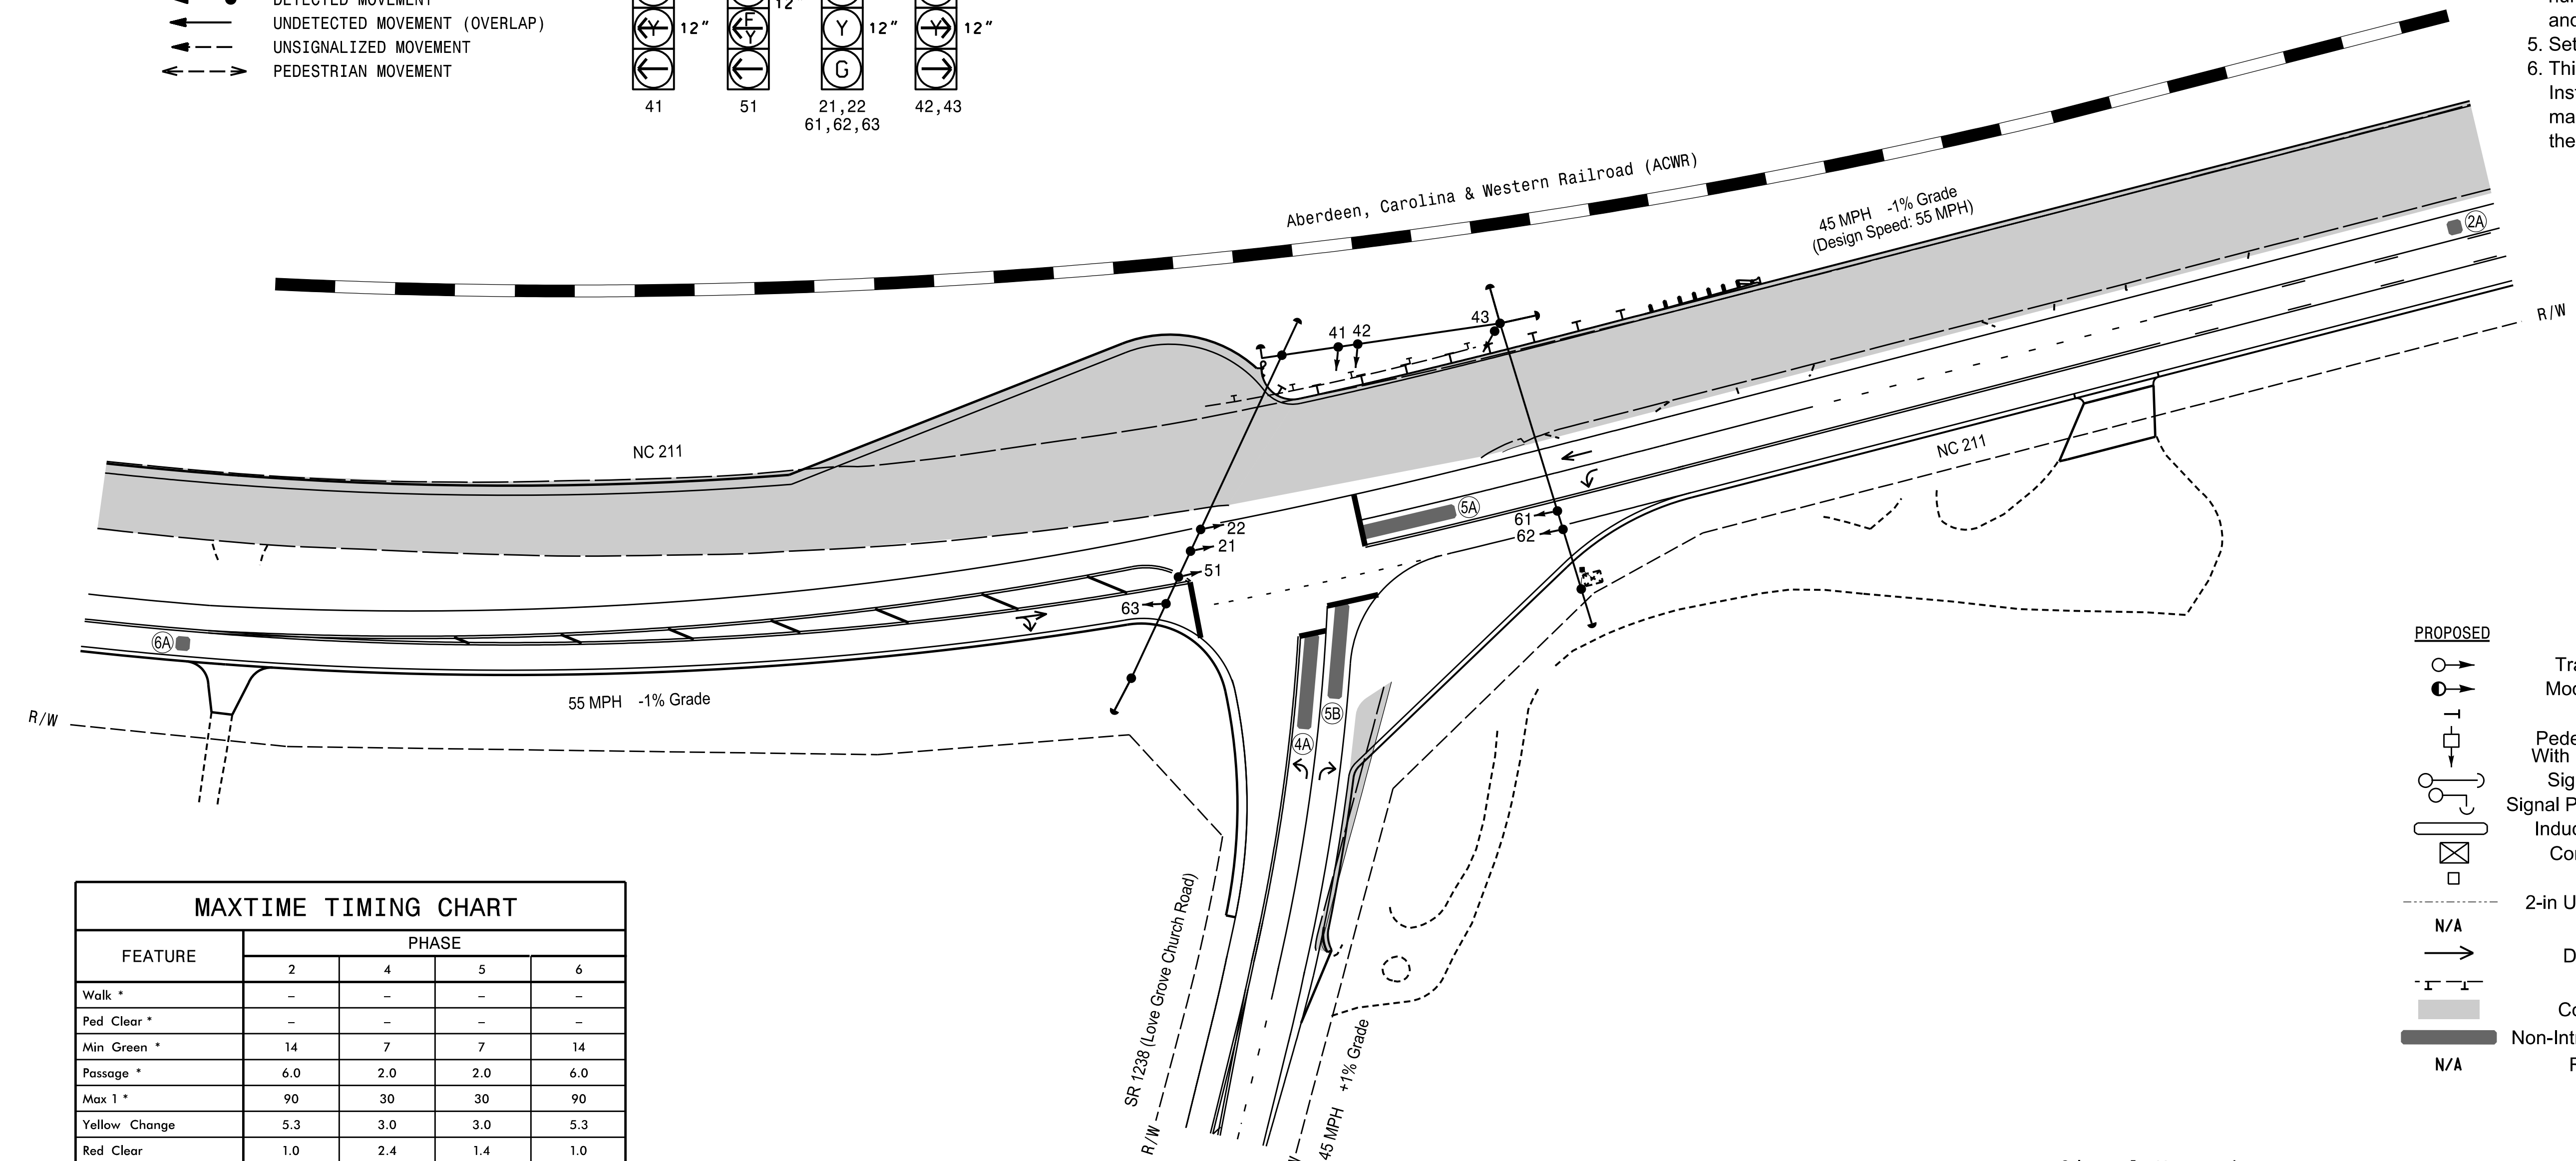 DETECTED MOVEMENT
UNDETECTED MOVEMENT (OVERLAP)
UNSIGNALIZED MOVEMENT
PEDESTRIAN MOVEMENT
12"
Y 12"
F
Y
Y 12"
Y 12"
G
41
51
21,22
61,62,63
42,43
5. Set
6. Thi
Ins
ma
the
Aberdeen, Carolina & Western Railroad (ACWR)
45 MPH -1% Grade
(Design Speed: 55 MPH)
2A
R/W
43
41 42
NC 211
NC 211
5A
61
62
22
21
51
63
6A
55 MPH -1% Grade
R/W
5B
4A
SR 1238 (Love Grove Church Road)
R/W
45 MPH +1% Grade
PROPOSED
Tra
Mod
Pede
With
Sig
Signal P
Induc
Con
2-in U
N/A
D
Co
Non-Int
N/A
MAXTIME TIMING CHART
FEATURE
PHASE
2 4 5 6
Walk * – – – –
Ped Clear * – – – –
Min Green * 14 7 7 14
Passage * 6.0 2.0 2.0 6.0
Max 1 * 90 30 30 90
Yellow Change 5.3 3.0 3.0 5.3
Red Clear 1.0 2.4 1.4 1.0